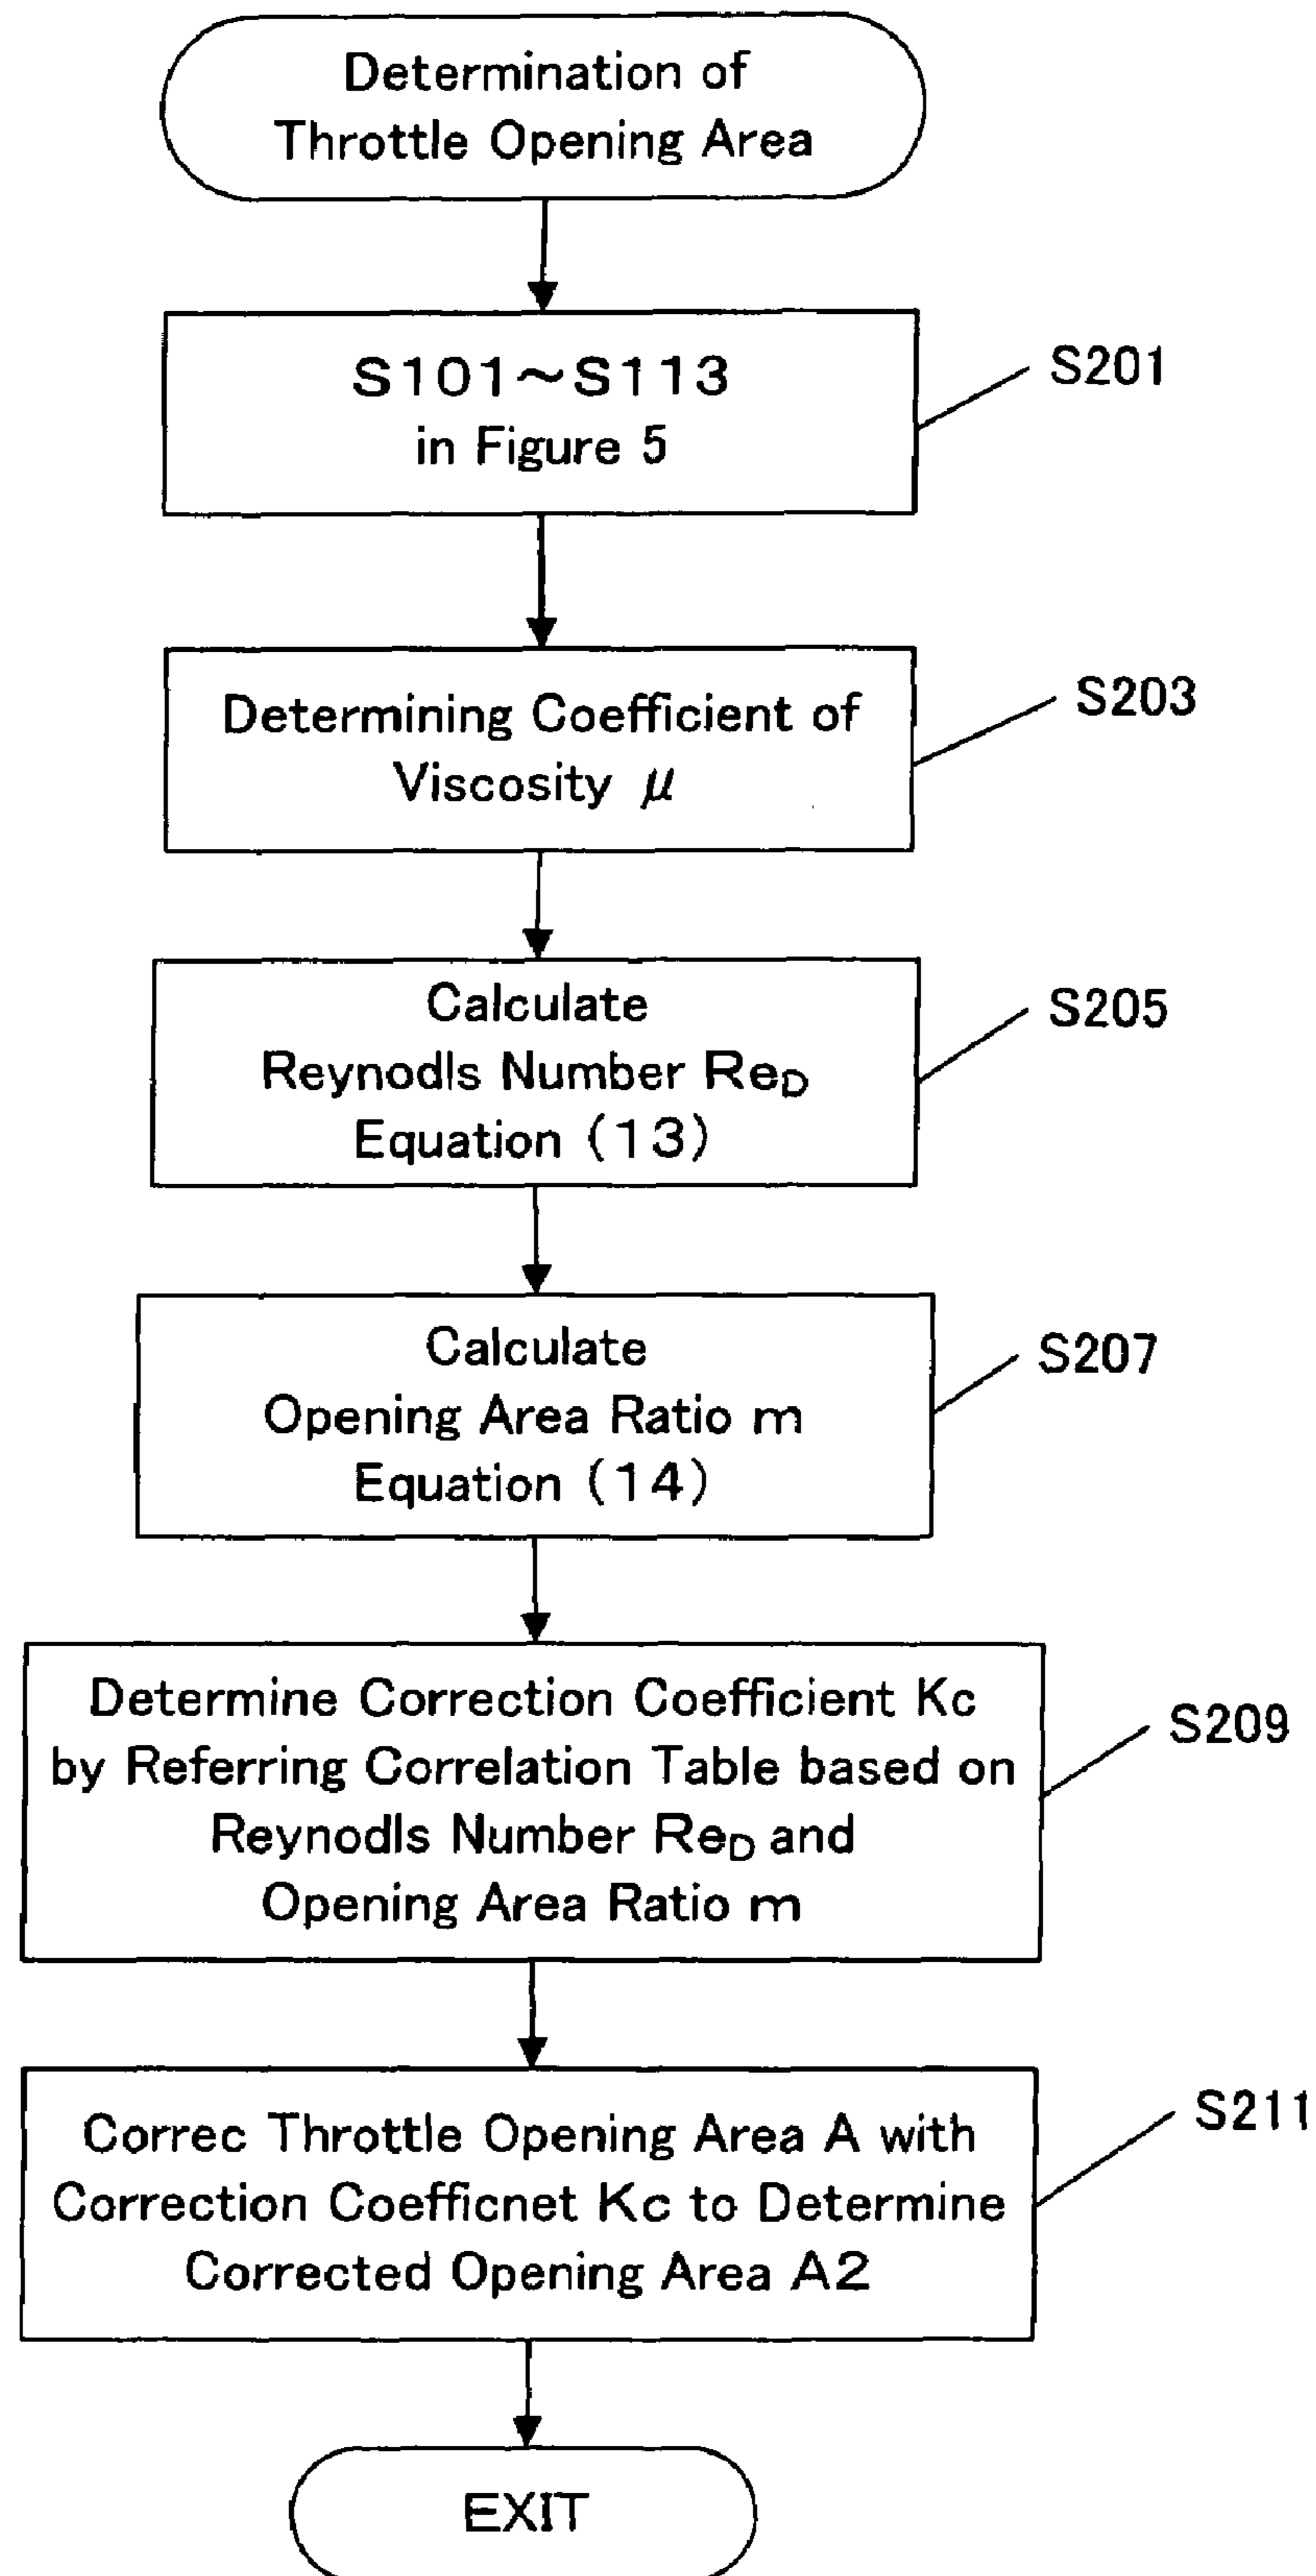 Determination of
Throttle Opening Area
S101~S113
in Figure 5
S201
Determining Coefficient of
Viscosity μ
S203
Calculate
Reynodls Number ReD
Equation (13)
S205
Calculate
Opening Area Ratio m
Equation (14)
S207
Determine Correction Coefficient Kc
by Referring Correlation Table based on
Reynodls Number ReD and
Opening Area Ratio m
S209
Correc Throttle Opening Area A with
Correction Coefficnet Kc to Determine
Corrected Opening Area A2
S211
EXIT